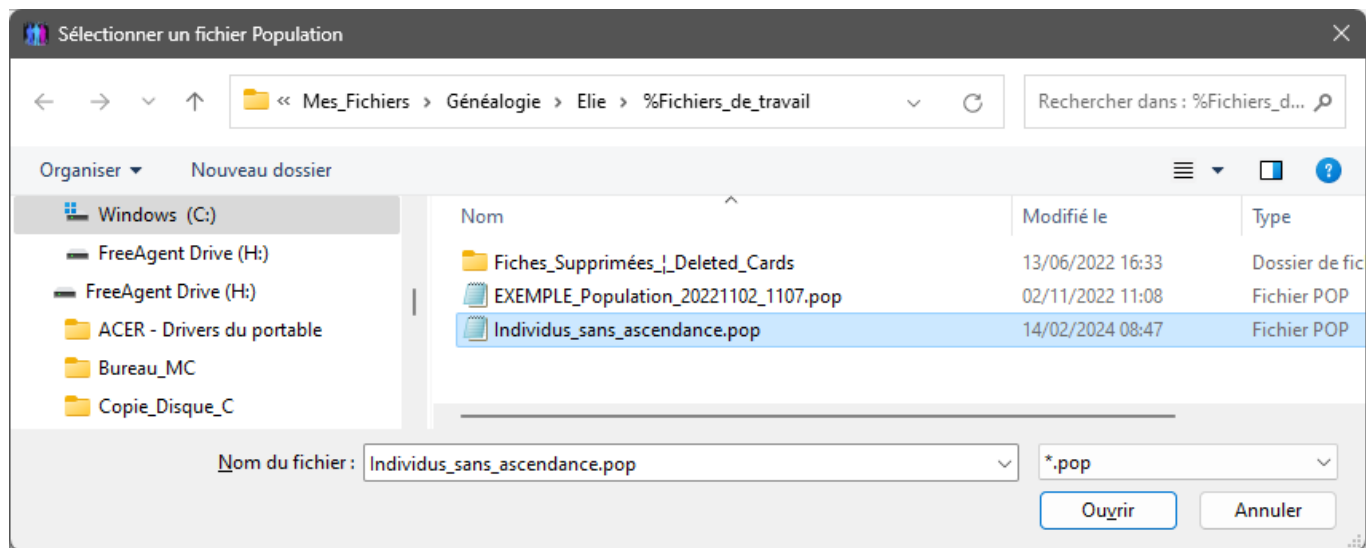 Sélectionner un fichier Population
« Mes_Fichiers > Généalogie > Elie > %Fichiers_de_travail
Rechercher dans : %Fichiers_d...
Organiser
Nouveau dossier
?
Windows (C:)
FreeAgent Drive (H:)
FreeAgent Drive (H:)
ACER - Drivers du portable
Bureau_MC
Copie_Disque_C
Nom Modifié le Type
Fiches_Supprimées_¦_Deleted_Cards 13/06/2022 16:33 Dossier de fic
EXEMPLE_Population_20221102_1107.pop 02/11/2022 11:08 Fichier POP
Individus_sans_ascendance.pop 14/02/2024 08:47 Fichier POP
Nom du fichier : Individus_sans_ascendance.pop
*.pop
Ouvrir
Annuler